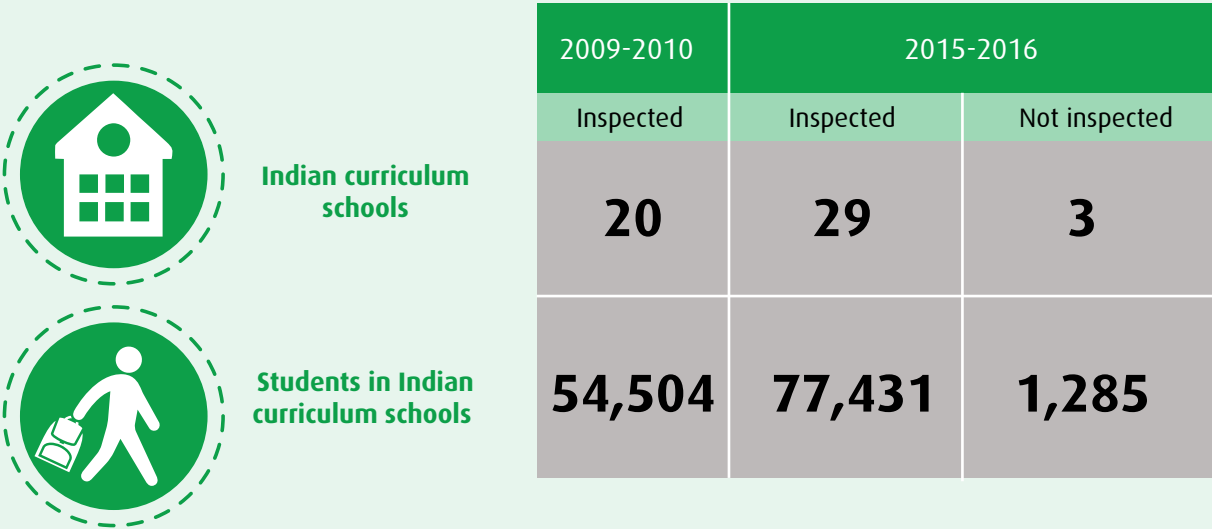 2009-2010 2015-2016
Inspected Inspected Not inspected
Indian curriculum
schools
20 29 3
Students in Indian
curriculum schools
54,504 77,431 1,285